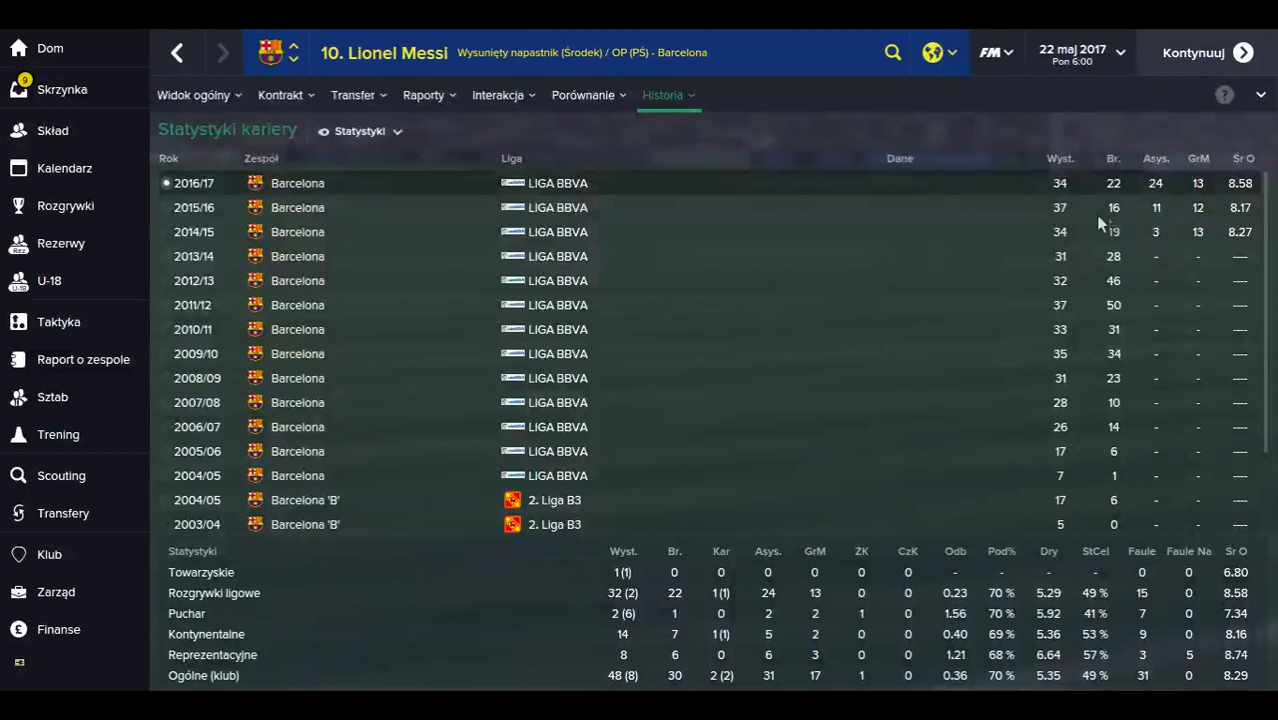 Dom
9
Skrzynka
Skład
Kalendarz
Rozgrywki
Rez
Rezerwy
U-18
U-18
Taktyka
Raport o zespole
Sztab
Trening
Scouting
Transfery
Klub
Zarząd
Finanse
10. Lionel Messi Wysunięty napastnik (Środek) / OP (PŚ) - Barcelona
FM
22 maj 2017
Pon 6:00
Kontynuuj
Widok ogólny Kontrakt Transfer Raporty Interakcja Porównanie Historia ?
Statystyki kariery Statystyki
Rok Zespół Liga Dane Wyst. Br. Asys. GrM Śr O
2016/17 Barcelona LIGA BBVA 34 22 24 13 8.58
2015/16 Barcelona LIGA BBVA 37 16 11 12 8.17
2014/15 Barcelona LIGA BBVA 34 19 3 13 8.27
2013/14 Barcelona LIGA BBVA 31 28 - - ----
2012/13 Barcelona LIGA BBVA 32 46 - - ----
2011/12 Barcelona LIGA BBVA 37 50 - - ----
2010/11 Barcelona LIGA BBVA 33 31 - - ----
2009/10 Barcelona LIGA BBVA 35 34 - - ----
2008/09 Barcelona LIGA BBVA 31 23 - - ----
2007/08 Barcelona LIGA BBVA 28 10 - - ----
2006/07 Barcelona LIGA BBVA 26 14 - - ----
2005/06 Barcelona LIGA BBVA 17 6 - - ----
2004/05 Barcelona LIGA BBVA 7 1 - - ----
2004/05 Barcelona 'B' 2. Liga B3 17 6 - - ----
2003/04 Barcelona 'B' 2. Liga B3 5 0 - - ----
Statystyki Wyst. Br. Kar Asys. GrM ŻK CzK Odb Pod% Dry StCel Faule Faule Na Śr O
Towarzyskie 1 (1) 0 0 0 0 0 0 - - - - 0 0 6.80
Rozgrywki ligowe 32 (2) 22 1 (1) 24 13 0 0 0.23 70 % 5.29 49 % 15 0 8.58
Puchar 2 (6) 1 0 2 2 1 0 1.56 70 % 5.92 41 % 7 0 7.34
Kontynentalne 14 7 1 (1) 5 2 0 0 0.40 69 % 5.36 53 % 9 0 8.16
Reprezentacyjne 8 6 0 6 3 0 0 1.21 68 % 6.64 57 % 3 5 8.74
Ogólne (klub) 48 (8) 30 2 (2) 31 17 1 0 0.36 70 % 5.35 49 % 31 0 8.29